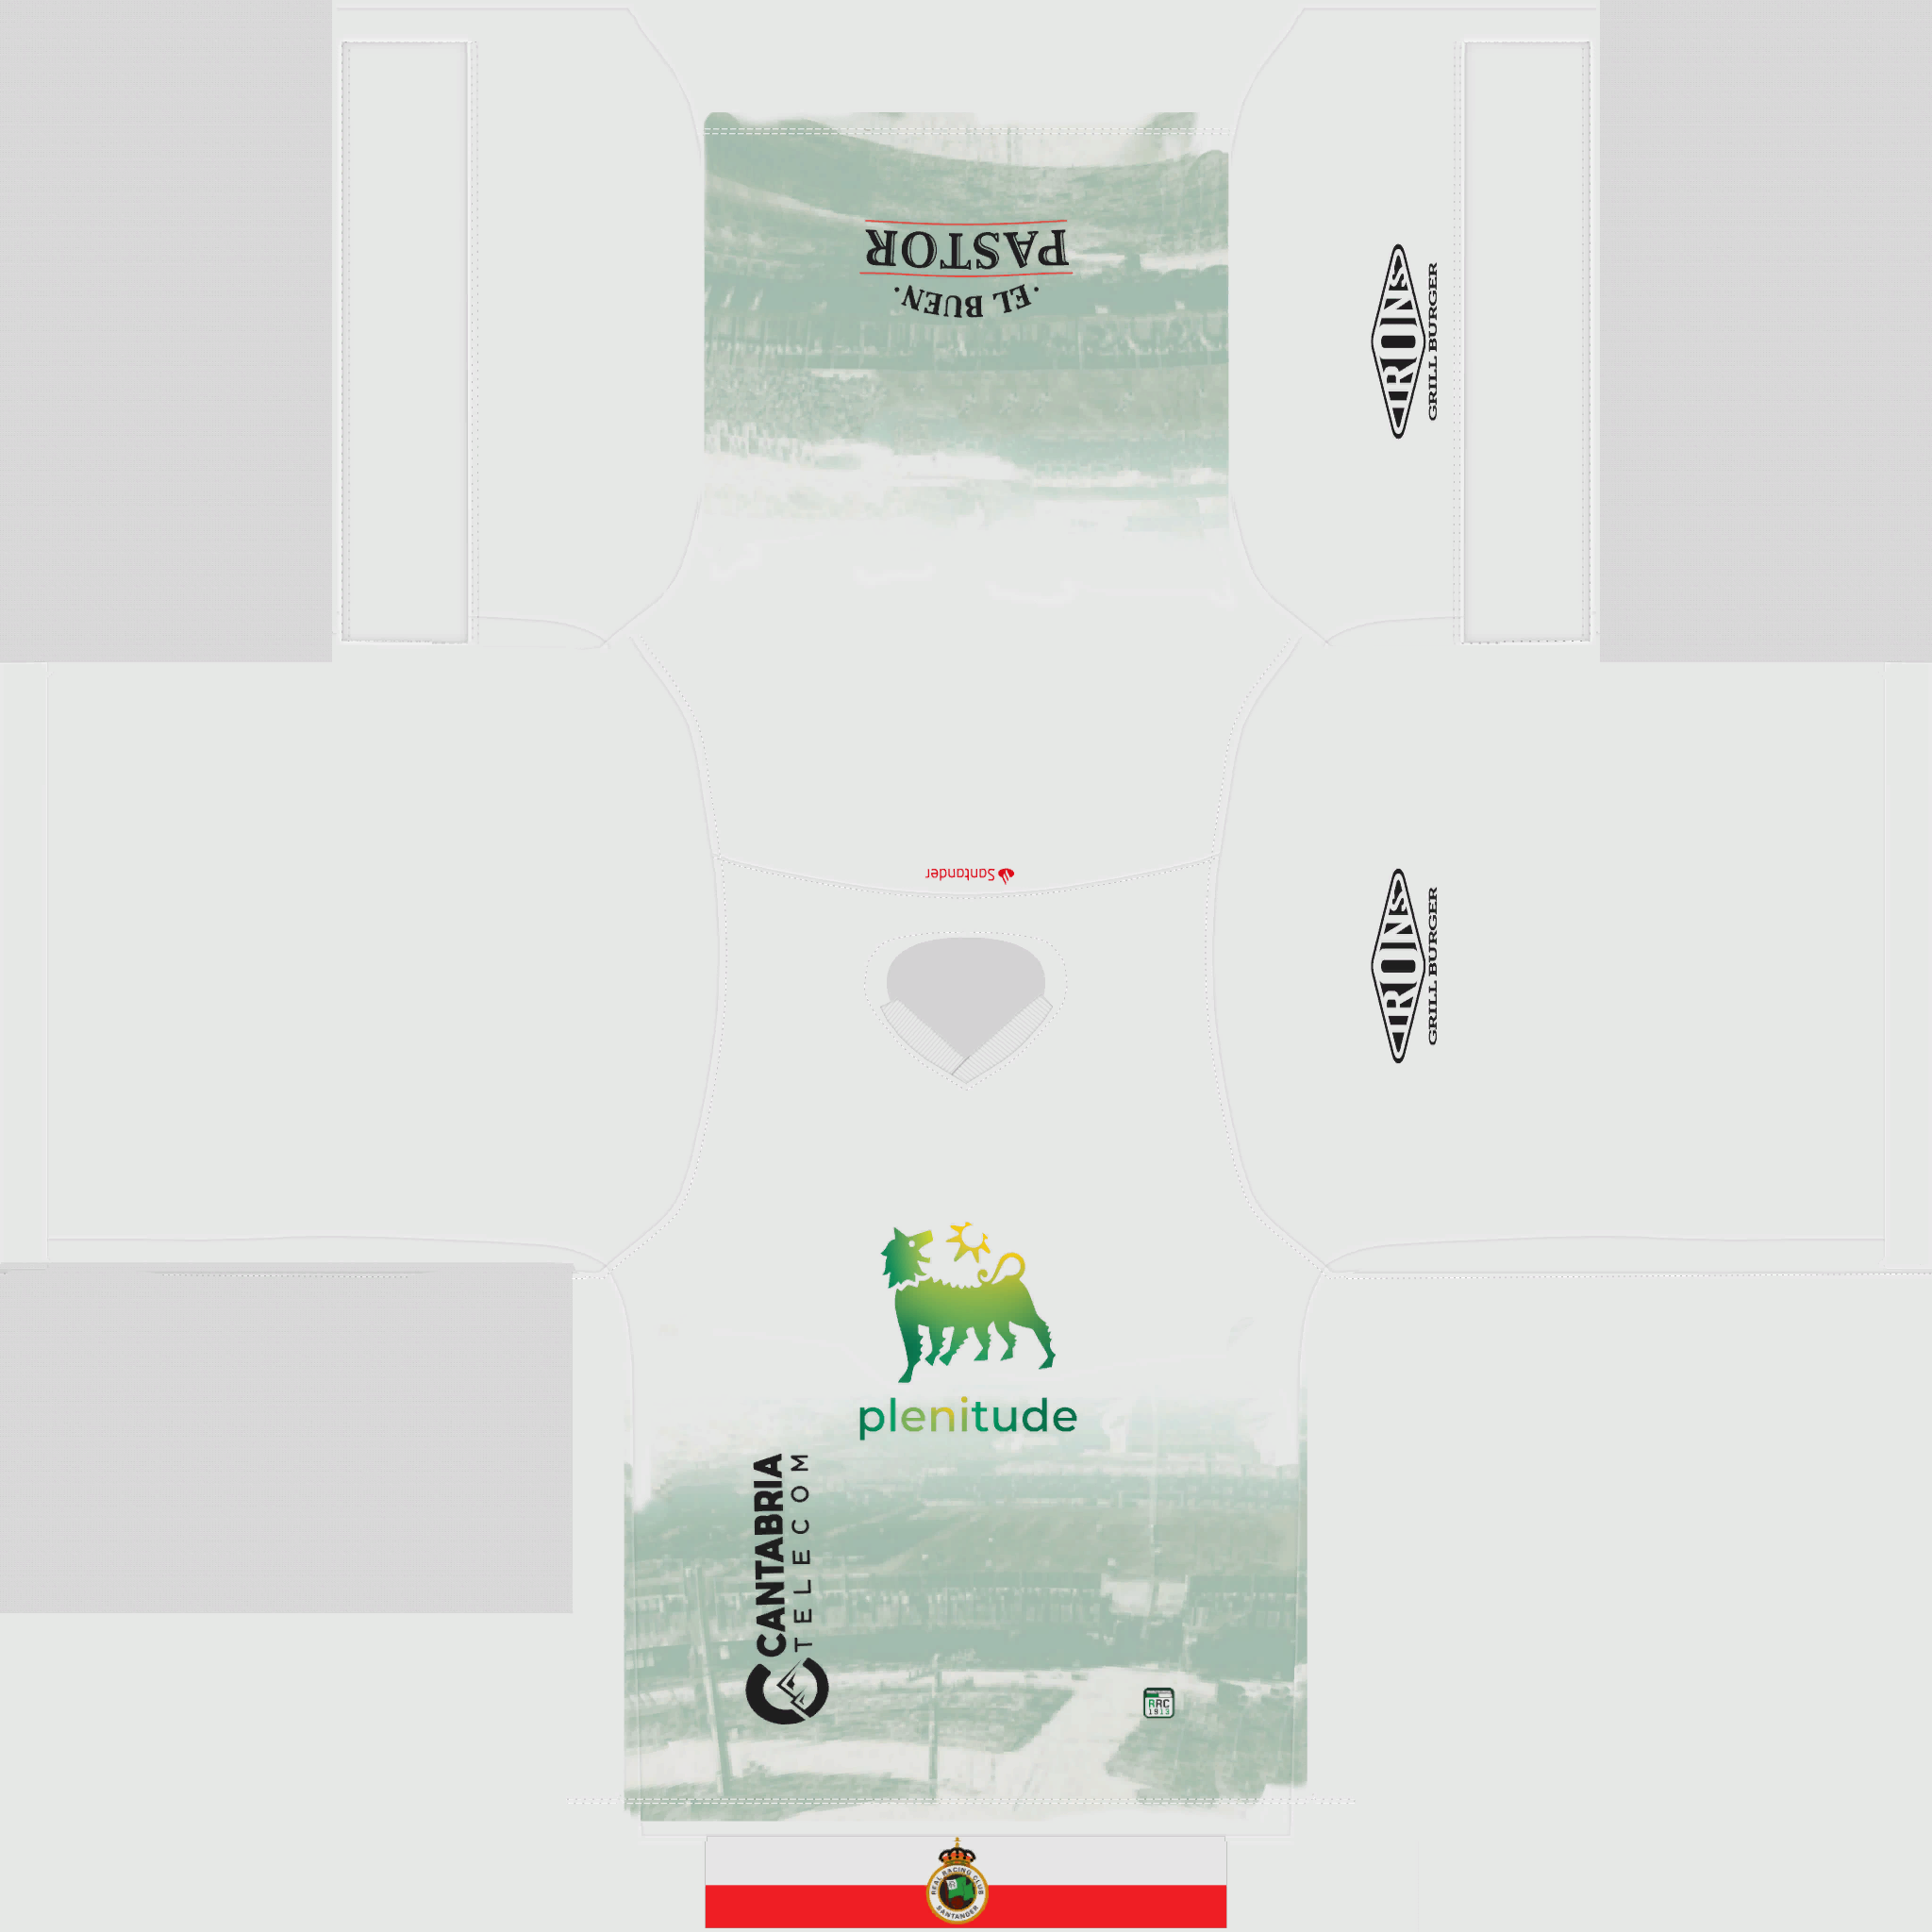 ·EL BUEN·
PASTOR
IRONS
GRILL BURGER
Santander
IRONS
GRILL BURGER
plenitude
CANTABRIA
TELECOM
RRC
1913
REAL RACING CLUB
SANTANDER